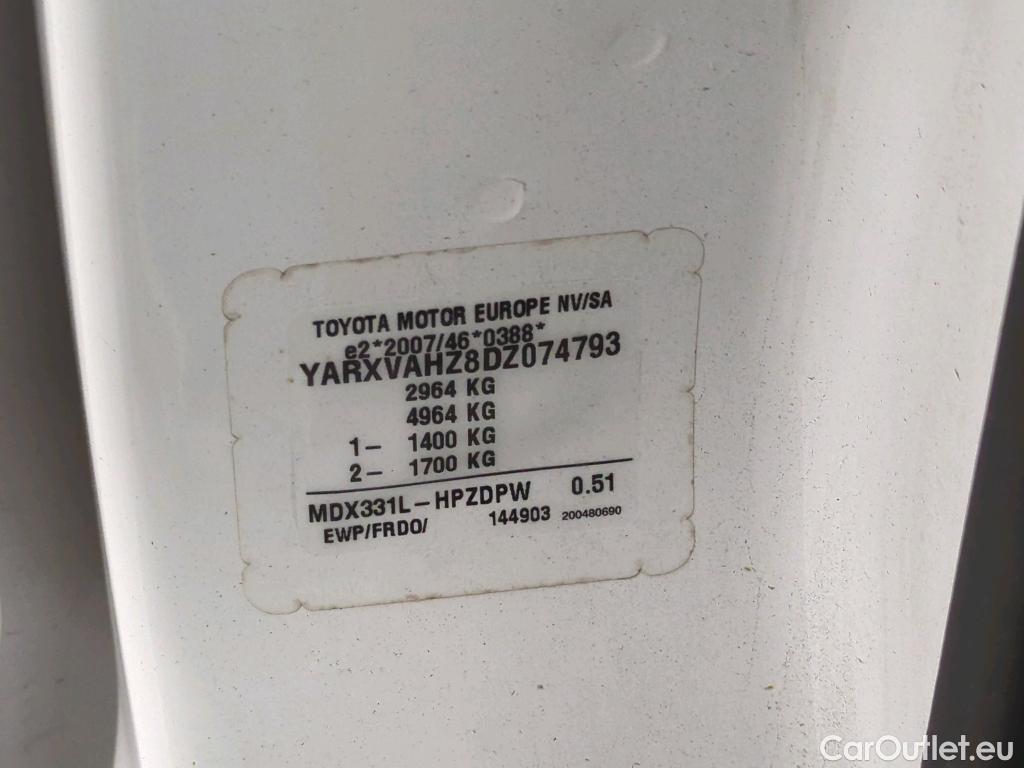 TOYOTA MOTOR EUROPE NV/SA
e2*2007/46*0388*
YARXVAHZ8DZ074793
2964 KG
4964 KG
1- 1400 KG
2- 1700 KG
MDX331L-HPZDPW 0.51
EWP/FRDO/ 144903 200480690
CarOutlet.eu